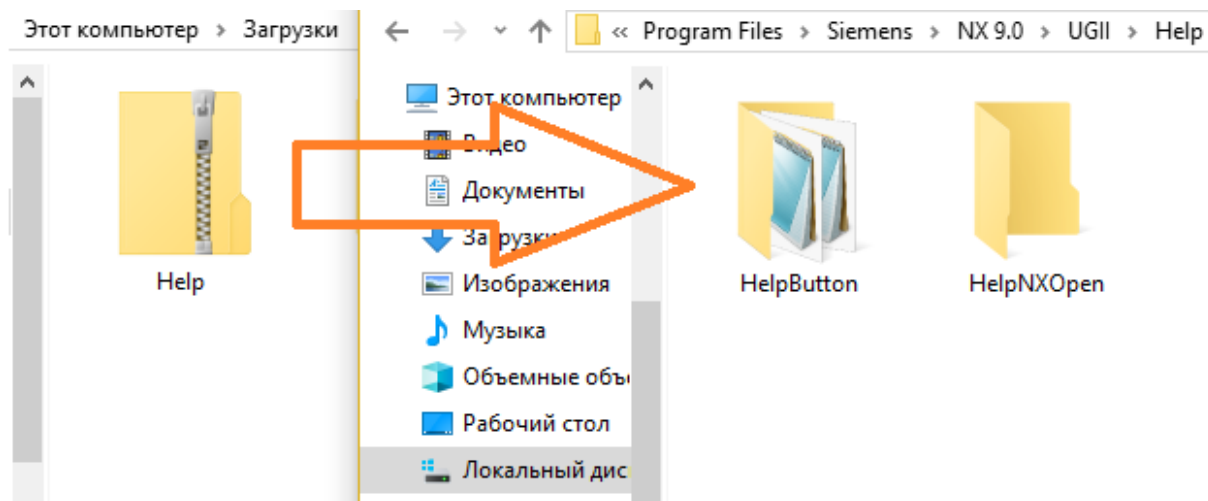 Этот компьютер > Загрузки
« Program Files > Siemens > NX 9.0 > UGII > Help
Help
Этот компьютер
Видео
Документы
Загрузки
Изображения
Музыка
Объемные объ
Рабочий стол
Локальный дис
HelpButton
HelpNXOpen